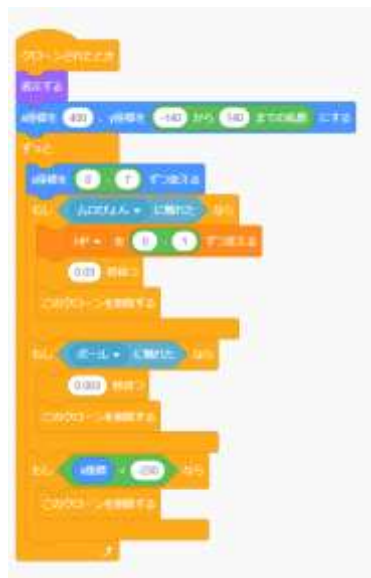 クローンされたとき
表示する
x座標を 400 、y座標を -140 から 140 までの乱数 にする
ずっと
x座標を 0 - 7 ずつ変える
もし に触れた なら
HP を 0 - 1 ずつ変える
0.03 秒待つ
このクローンを削除する
もし ボール に触れた なら
0.003 秒待つ
このクローンを削除する
もし x座標 < -230 なら
このクローンを削除する